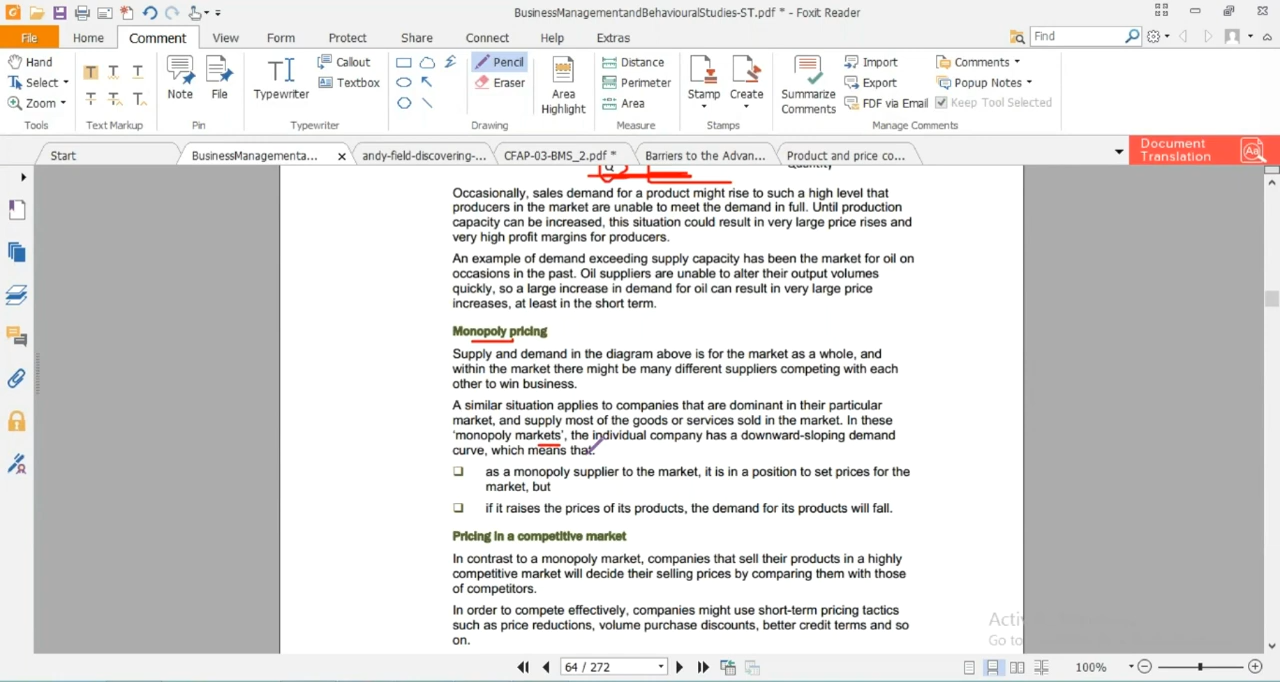 BusinessManagementandBehaviouralStudies-ST.pdf * - Foxit Reader
File Home Comment View Form Protect Share Connect Help Extras Find
Hand
Select
Zoom
Tools
Text Markup
Note File
Pin
Typewriter
Callout
Textbox
Typewriter
Pencil
Eraser
Drawing
Area
Highlight
Distance
Perimeter
Area
Measure
Stamp Create
Stamps
Summarize
Comments
Import
Export
FDF via Email
Comments
Popup Notes
Keep Tool Selected
Manage Comments
Start BusinessManagementa... andy-field-discovering-... CFAP-03-BMS_2.pdf * Barriers to the Advan... Product and price co...
Document
Translation
Quantity
Occasionally, sales demand for a product might rise to such a high level that
producers in the market are unable to meet the demand in full. Until production
capacity can be increased, this situation could result in very large price rises and
very high profit margins for producers.
An example of demand exceeding supply capacity has been the market for oil on
occasions in the past. Oil suppliers are unable to alter their output volumes
quickly, so a large increase in demand for oil can result in very large price
increases, at least in the short term.
Monopoly pricing
Supply and demand in the diagram above is for the market as a whole, and
within the market there might be many different suppliers competing with each
other to win business.
A similar situation applies to companies that are dominant in their particular
market, and supply most of the goods or services sold in the market. In these
‘monopoly markets’, the individual company has a downward-sloping demand
curve, which means that:
as a monopoly supplier to the market, it is in a position to set prices for the
market, but
if it raises the prices of its products, the demand for its products will fall.
Pricing in a competitive market
In contrast to a monopoly market, companies that sell their products in a highly
competitive market will decide their selling prices by comparing them with those
of competitors.
In order to compete effectively, companies might use short-term pricing tactics
such as price reductions, volume purchase discounts, better credit terms and so
on.
Go to
64 / 272
100%